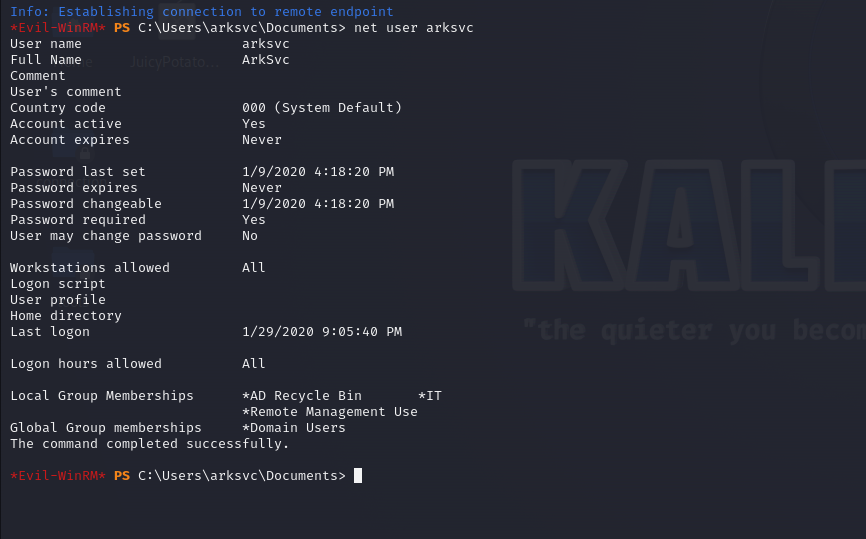 Info: Establishing connection to remote endpoint
*Evil-WinRM* PS C:\Users\arksvc\Documents> net user arksvc
User name                    arksvc
Full Name                    ArkSvc
JuicyPotato...
Comment
User's comment
Country code                 000 (System Default)
Account active               Yes
Account expires              Never
Password last set            1/9/2020 4:18:20 PM
Password expires             Never
Password changeable          1/9/2020 4:18:20 PM
Password required            Yes
User may change password     No
Workstations allowed         All
Logon script
User profile
Home directory
Last logon                   1/29/2020 9:05:40 PM
Logon hours allowed          All
Local Group Memberships      *AD Recycle Bin       *IT
                             *Remote Management Use
Global Group memberships     *Domain Users
The command completed successfully.
*Evil-WinRM* PS C:\Users\arksvc\Documents>
KALI
"the quieter you becom